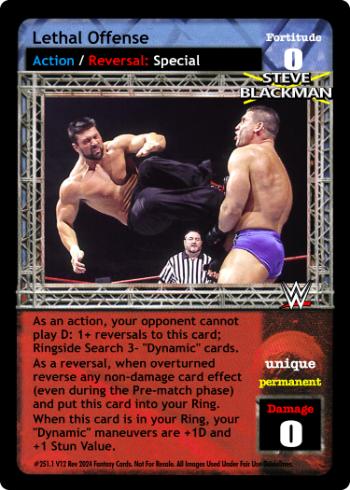 Lethal Offense
Fortitude
0
Action / Reversal: Special
STEVE
BLACKMAN
As an action, your opponent cannot
play D: 1+ reversals to this card;
Ringside Search 3- "Dynamic" cards.
As a reversal, when overturned
reverse any non-damage card effect
(even during the Pre-match phase)
and put this card into your Ring.
When this card is in your Ring, your
"Dynamic" maneuvers are +1D and
+1 Stun Value.
unique
permanent
Damage
0
#251.1 V12 Rev 2024 Fantasy Cards. Not For Resale. All Images Used Under Fair Use Guidelines.